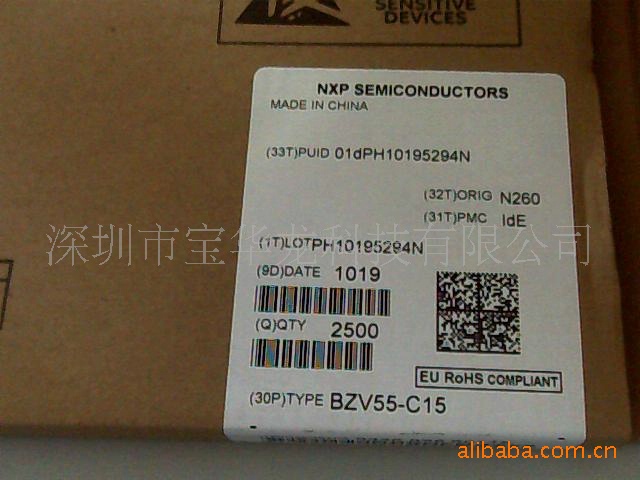 SENSITIVE
DEVICES
NXP SEMICONDUCTORS
MADE IN CHINA
(33T)PUID 01dPH10195294N
(32T)ORIG N260
(31T)PMC IdE
深圳市宝华龙科技有限公司
(1T)LOTPH10195294N
(9D)DATE 1019
(Q)QTY 2500
EU RoHS COMPLIANT
(30P)TYPE BZV55-C15
alibaba.com.cn